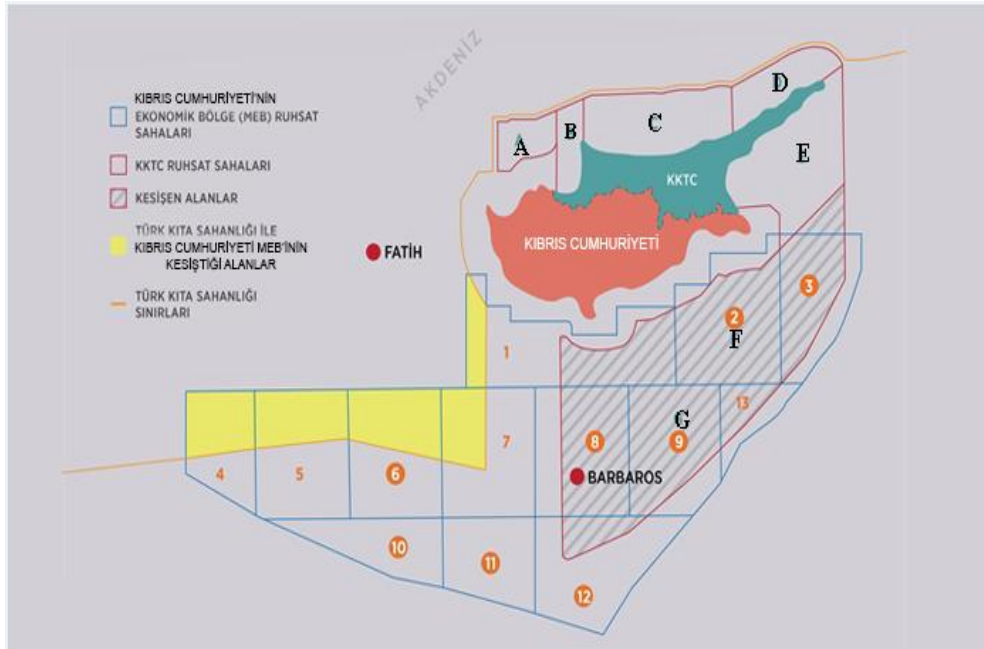 AKDENİZ
KIBRIS CUMHURİYETİ'NİN
EKONOMİK BÖLGE (MEB) RUHSAT
SAHALARI
KKTC RUHSAT SAHALARI
KESİŞEN ALANLAR
TÜRK KITA SAHANLIĞI İLE
KIBRIS CUMHURİYETİ MEB'İNİN
KESİŞTİĞİ ALANLAR
TÜRK KITA SAHANLIĞI
SINIRLARI
A
B
C
D
E
KKTC
KIBRIS CUMHURİYETİ
FATİH
3
2
F
1
13
G
7
8
9
4
5
6
BARBAROS
10
11
12